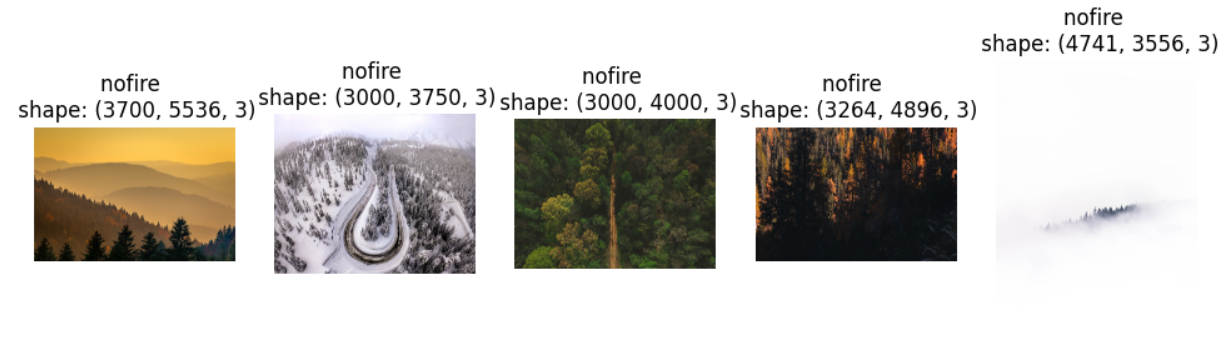 nofire
shape: (3700, 5536, 3)
nofire
shape: (3000, 3750, 3)
nofire
shape: (3000, 4000, 3)
nofire
shape: (3264, 4896, 3)
nofire
shape: (4741, 3556, 3)